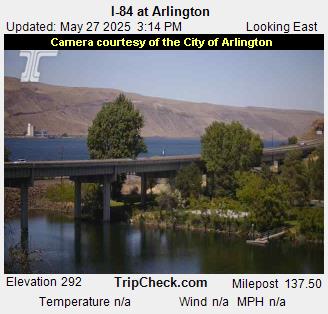 I-84 at Arlington
Updated: May 27 2025 3:14 PM Looking East
Camera courtesy of the City of Arlington
Elevation 292 TripCheck.com Milepost 137.50
Temperature n/a Wind n/a MPH n/a